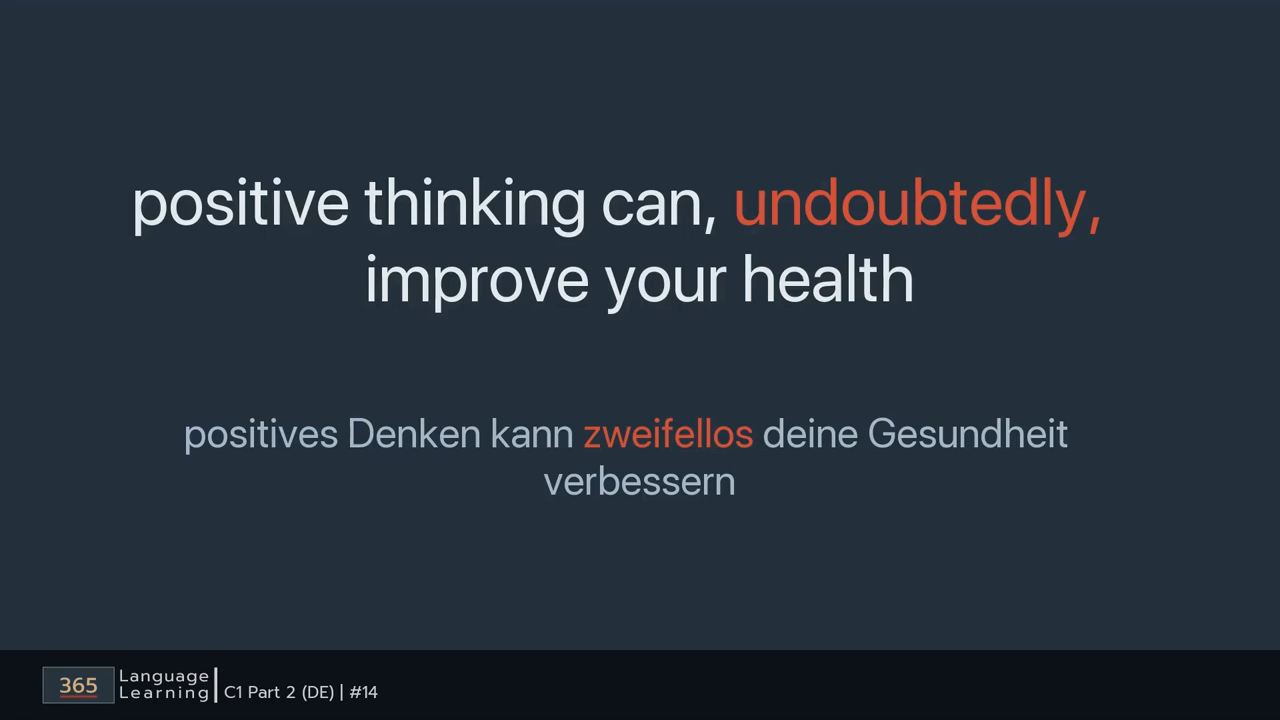 positive thinking can, undoubtedly,
improve your health
positives Denken kann zweifellos deine Gesundheit
verbessern
365 Language
Learning
C1 Part 2 (DE) | #14